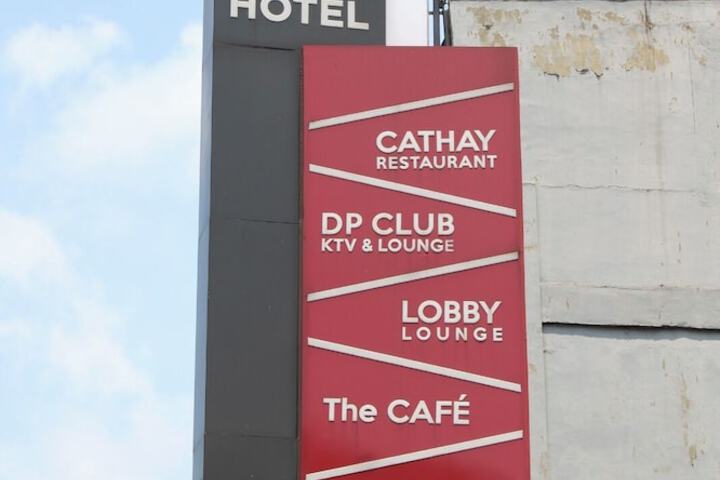 HOTEL
CATHAY
RESTAURANT
DP CLUB
KTV & LOUNGE
LOBBY
LOUNGE
The CAFÉ